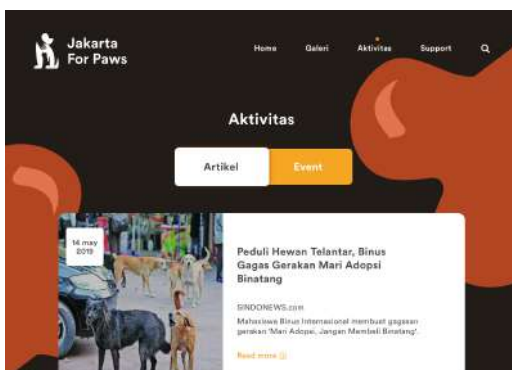 Jakarta
For Paws
Home Galeri Aktivitas Support
Aktivitas
Artikel Event
14 may
2019
Peduli Hewan Telantar, Binus
Gagas Gerakan Mari Adopsi
Binatang
SINDONEWS.com
Mahasiswa Binus Internasional membuat gagasan
gerakan 'Mari Adopsi, Jangan Membeli Binatang'.
Read more